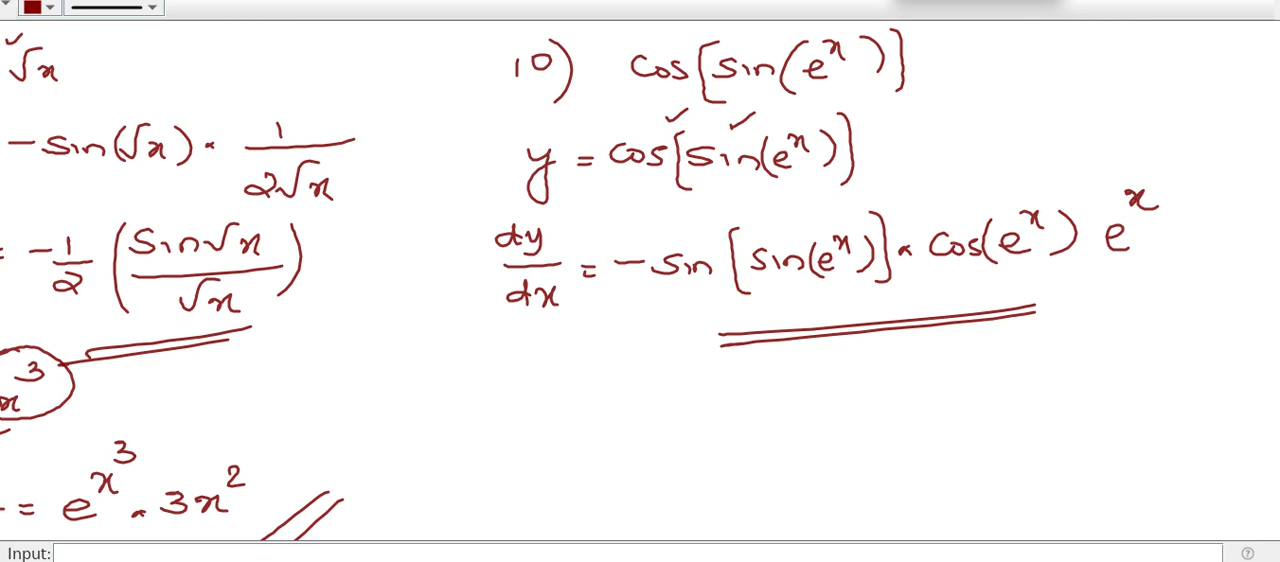 √x
-sin(√x) · 1/(2√x)
= -1/2 (sin√x/√x)
x³
= e^x³ · 3x²
10) cos[sin(e^x)]
y = cos[sin(e^x)]
dy/dx = -sin[sin(e^x)] · cos(e^x) e^x
Input: